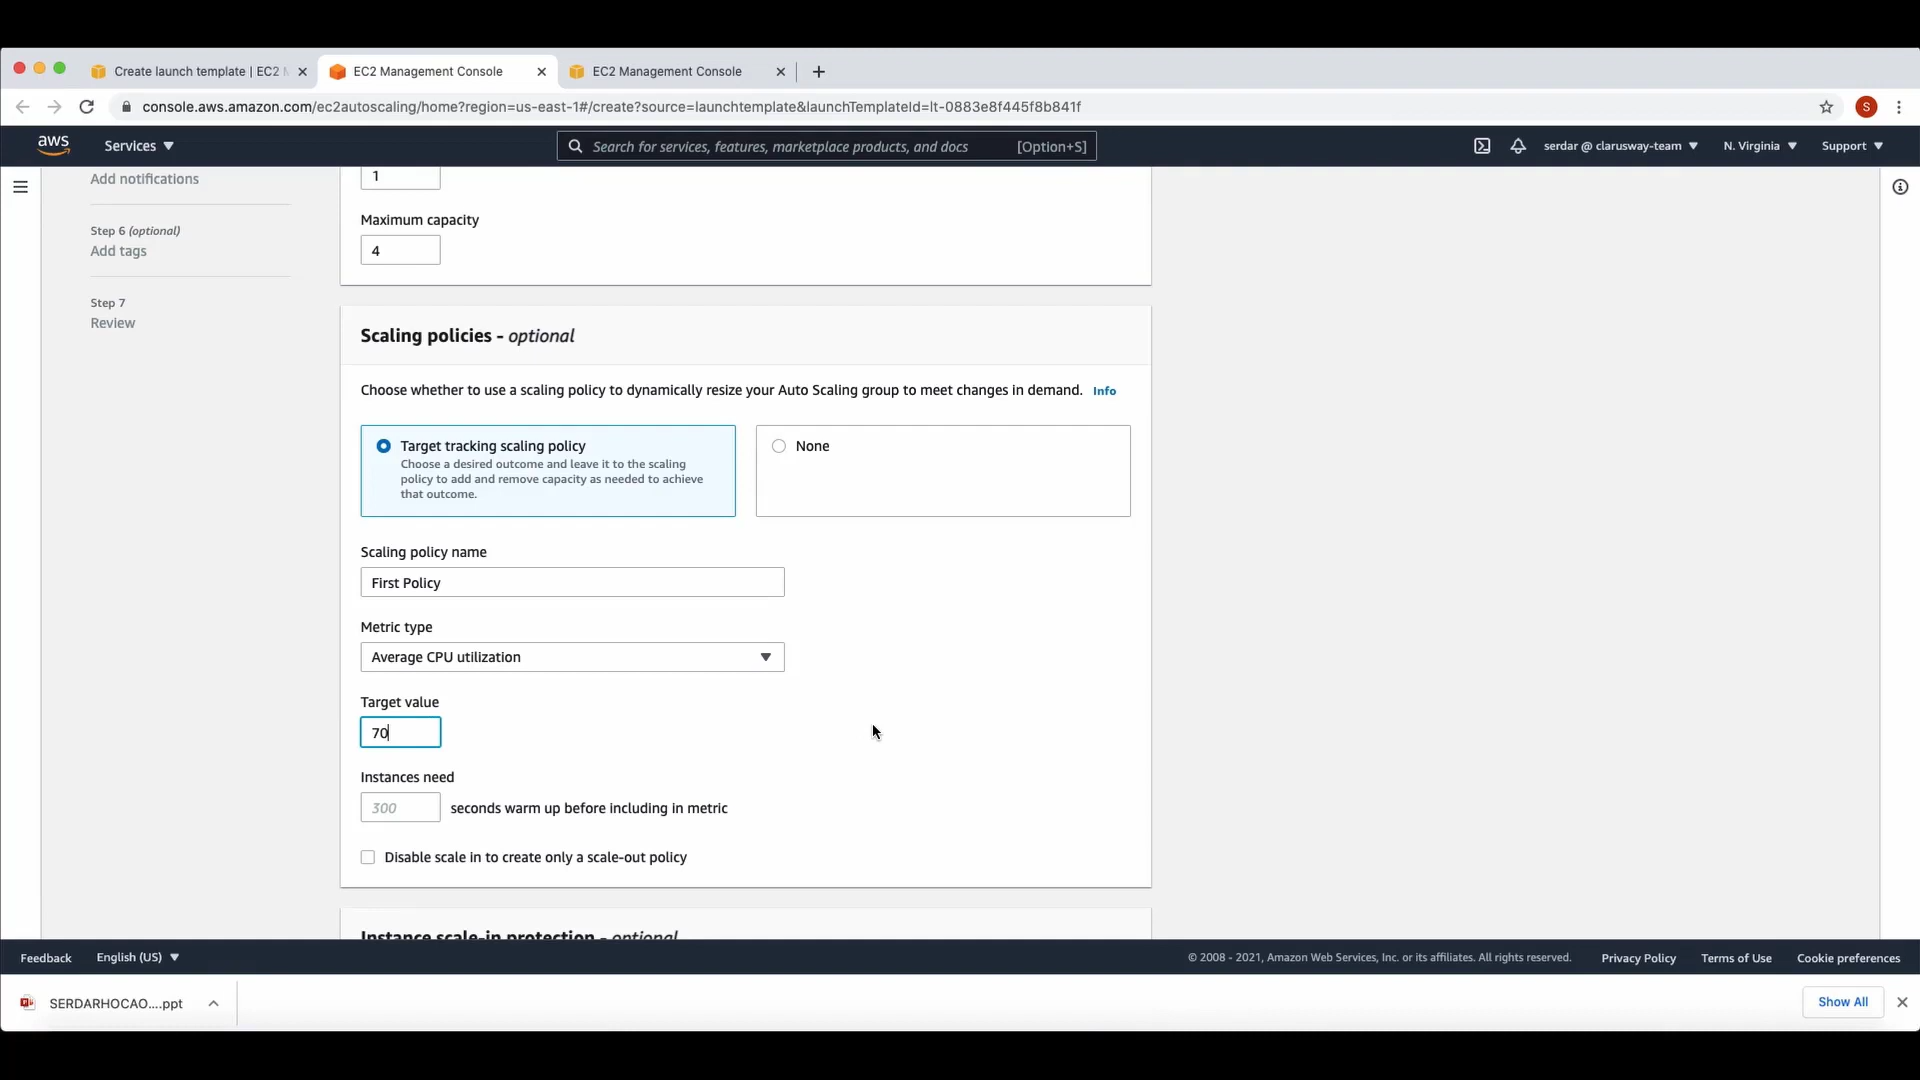 Create launch template | EC2 M
EC2 Management Console
EC2 Management Console
console.aws.amazon.com/ec2autoscaling/home?region=us-east-1#/create?source=launchtemplate&launchTemplateId=lt-0883e8f445f8b841f
S
aws
Services
Search for services, features, marketplace products, and docs
[Option+S]
serdar @ clarusway-team
N. Virginia
Support
Add notifications
Step 6 (optional)
Add tags
Step 7
Review
1
Maximum capacity
4
Scaling policies - optional
Choose whether to use a scaling policy to dynamically resize your Auto Scaling group to meet changes in demand. Info
Target tracking scaling policy
Choose a desired outcome and leave it to the scaling
policy to add and remove capacity as needed to achieve
that outcome.
None
Scaling policy name
First Policy
Metric type
Average CPU utilization
Target value
70
Instances need
300 seconds warm up before including in metric
Disable scale in to create only a scale-out policy
Instance scale-in protection - optional
Feedback
English (US)
© 2008 - 2021, Amazon Web Services, Inc. or its affiliates. All rights reserved.
Privacy Policy
Terms of Use
Cookie preferences
SERDARHOCAO....ppt
Show All